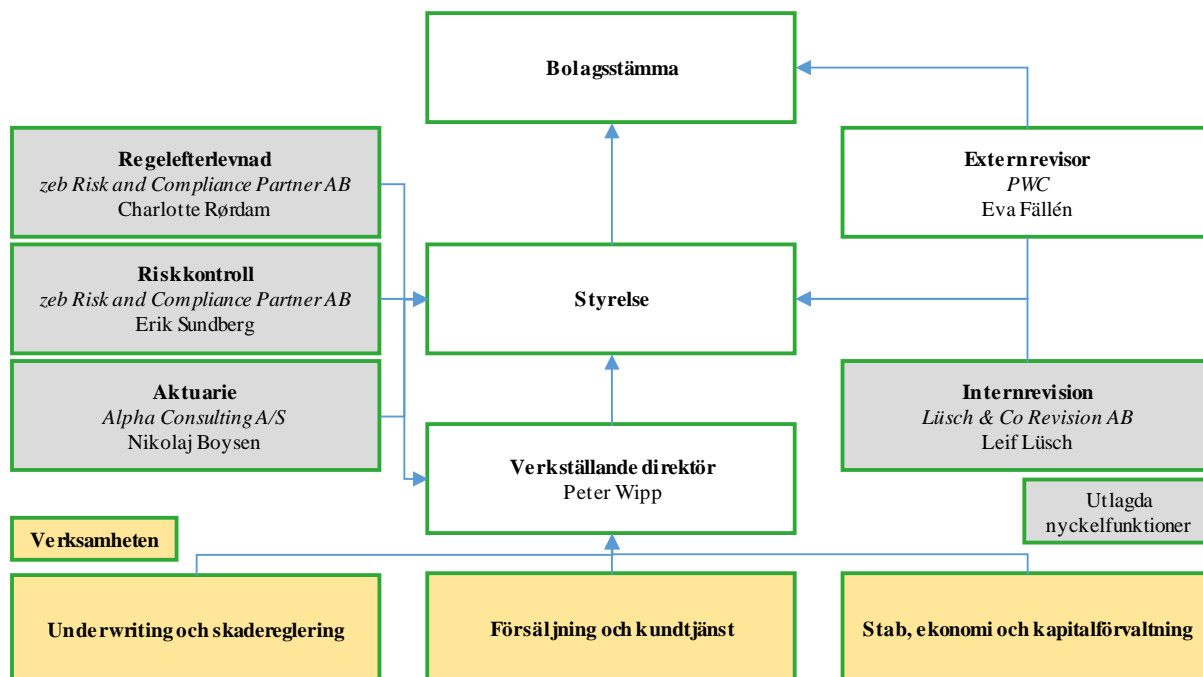 Bolagsstämma
Regelefterlevnad
zeb Risk and Compliance Partner AB
Charlotte Rørdam
Externrevisor
PWC
Eva Fällén
Riskkontroll
zeb Risk and Compliance Partner AB
Erik Sundberg
Styrelse
Aktuarie
Alpha Consulting A/S
Nikolaj Boysen
Internrevision
Lüsch & Co Revision AB
Leif Lüsch
Verkställande direktör
Peter Wipp
Utlagda
nyckelfunktioner
Verksamheten
Underwriting och skadereglering
Försäljning och kundtjänst
Stab, ekonomi och kapitalförvaltning